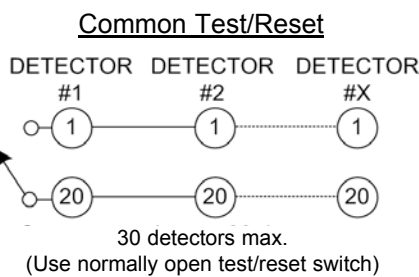 Common Test/Reset
DETECTOR DETECTOR DETECTOR
#1 #2 #X
1 1 1
20 20 20
30 detectors max.
(Use normally open test/reset switch)